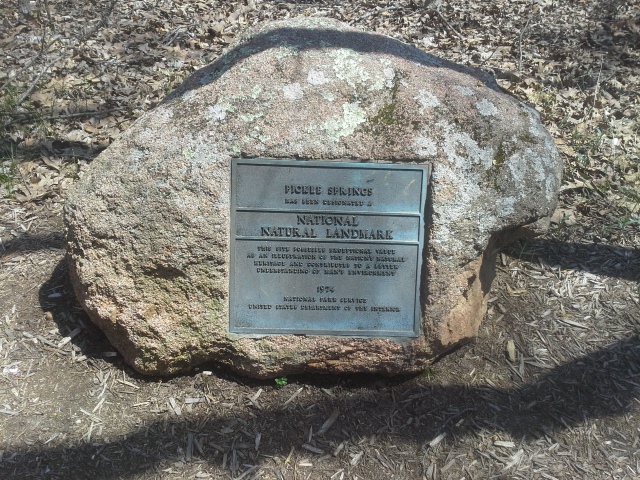 PICKLE SPRINGS
HAS BEEN DESIGNATED A
NATIONAL
NATURAL LANDMARK
THIS SITE POSSESSES EXCEPTIONAL VALUE
AS AN ILLUSTRATION OF THE NATION'S NATURAL
HERITAGE AND CONTRIBUTES TO A BETTER
UNDERSTANDING OF MAN'S ENVIRONMENT
1974
NATIONAL PARK SERVICE
UNITED STATES DEPARTMENT OF THE INTERIOR